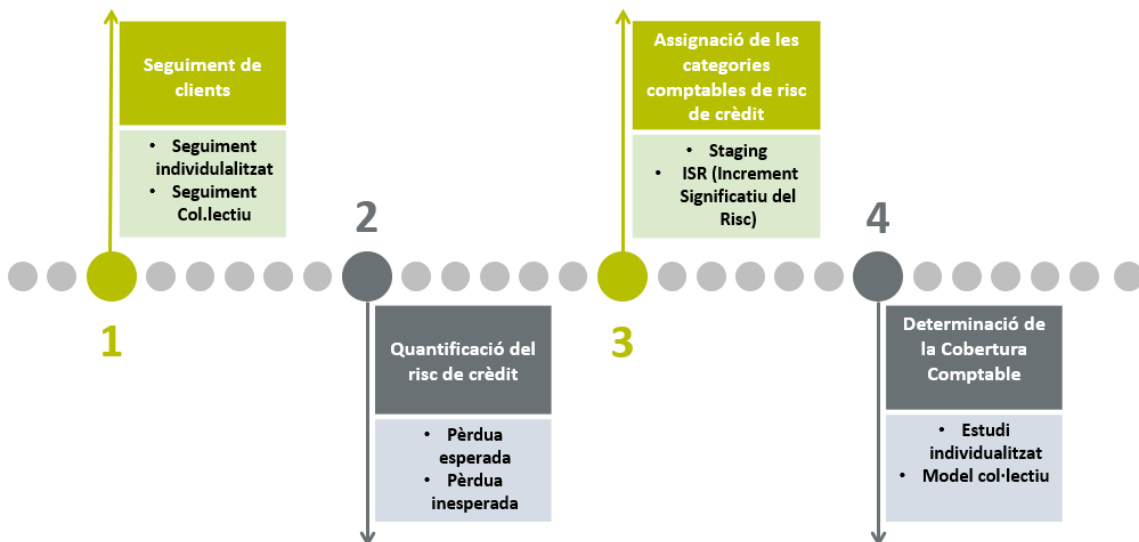 Seguiment de
clients
• Seguiment
individulalitzat
• Seguiment
Col.lectiu
1
2
Quantificació del
risc de crèdit
• Pèrdua
esperada
• Pèrdua
inesperada
Assignació de les
categories
comptables de risc
de crèdit
• Staging
• ISR (Increment
Significatiu del
Risc)
3
4
Determinació de
la Cobertura
Comptable
• Estudi
individualitzat
• Model col·lectiu